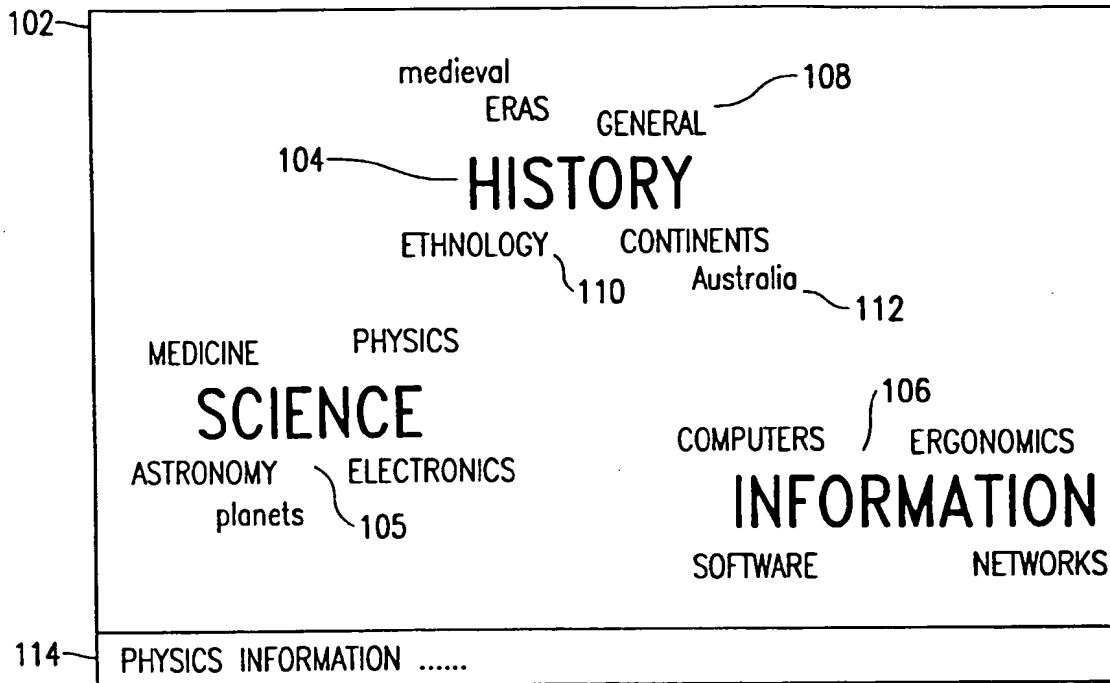 102
medieval
108
ERAS
GENERAL
104
HISTORY
ETHNOLOGY
CONTINENTS
110
Australia
112
MEDICINE
PHYSICS
SCIENCE
106
COMPUTERS
ERGONOMICS
ASTRONOMY
ELECTRONICS
INFORMATION
planets
105
SOFTWARE
NETWORKS
114
PHYSICS INFORMATION ......